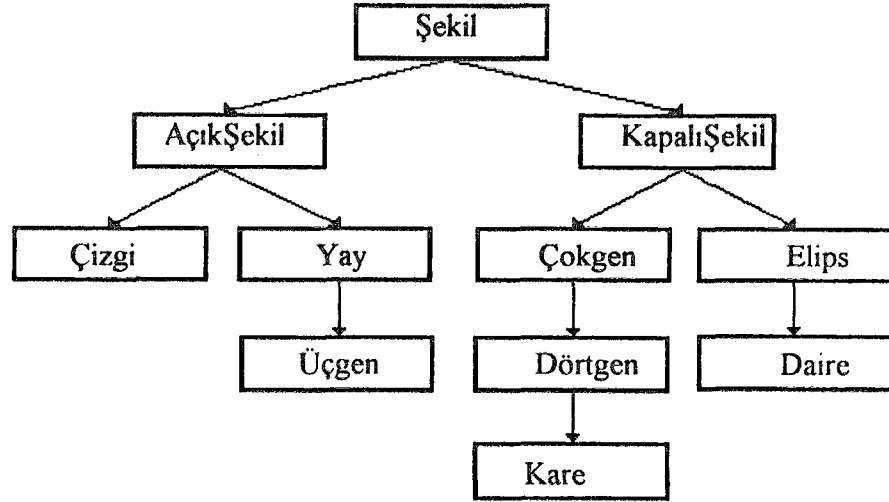 Şekil
AçıkŞekil
KapalıŞekil
Çizgi
Yay
Çokgen
Elips
Üçgen
Dörtgen
Daire
Kare